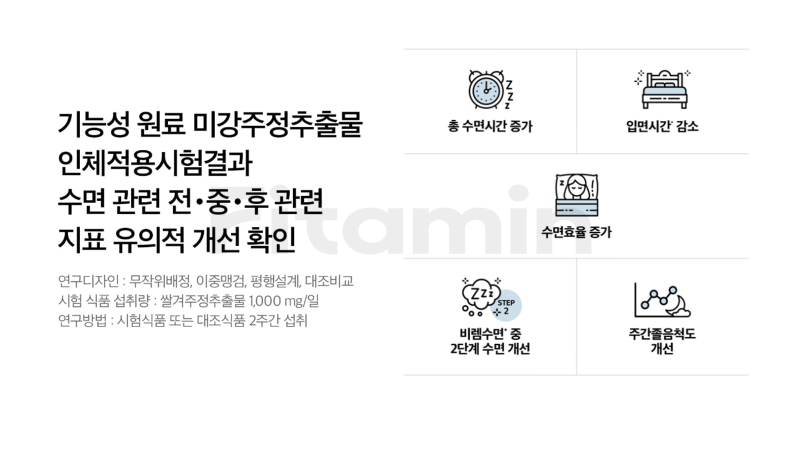 기능성 원료 미강주정추출물
인체적용시험결과
수면 관련 전•중•후 관련
지표 유의적 개선 확인
연구디자인 : 무작위배정, 이중맹검, 평행설계, 대조비교
시험 식품 섭취량 : 쌀겨주정추출물 1,000 mg/일
연구방법 : 시험식품 또는 대조식품 2주간 섭취
총 수면시간 증가
입면시간* 감소
수면효율 증가
STEP
2
비렘수면* 중
2단계 수면 개선
주간졸음척도
개선
Fitamin